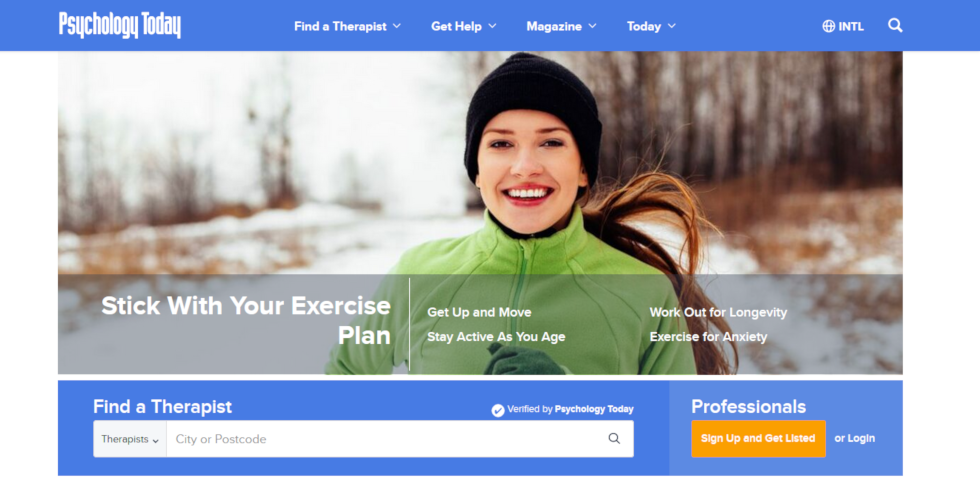 Psychology Today
Find a Therapist
Get Help
Magazine
Today
INTL
Stick With Your Exercise
Plan
Get Up and Move
Work Out for Longevity
Stay Active As You Age
Exercise for Anxiety
Find a Therapist
Verified by Psychology Today
Therapists
City or Postcode
Professionals
Sign Up and Get Listed
or Login